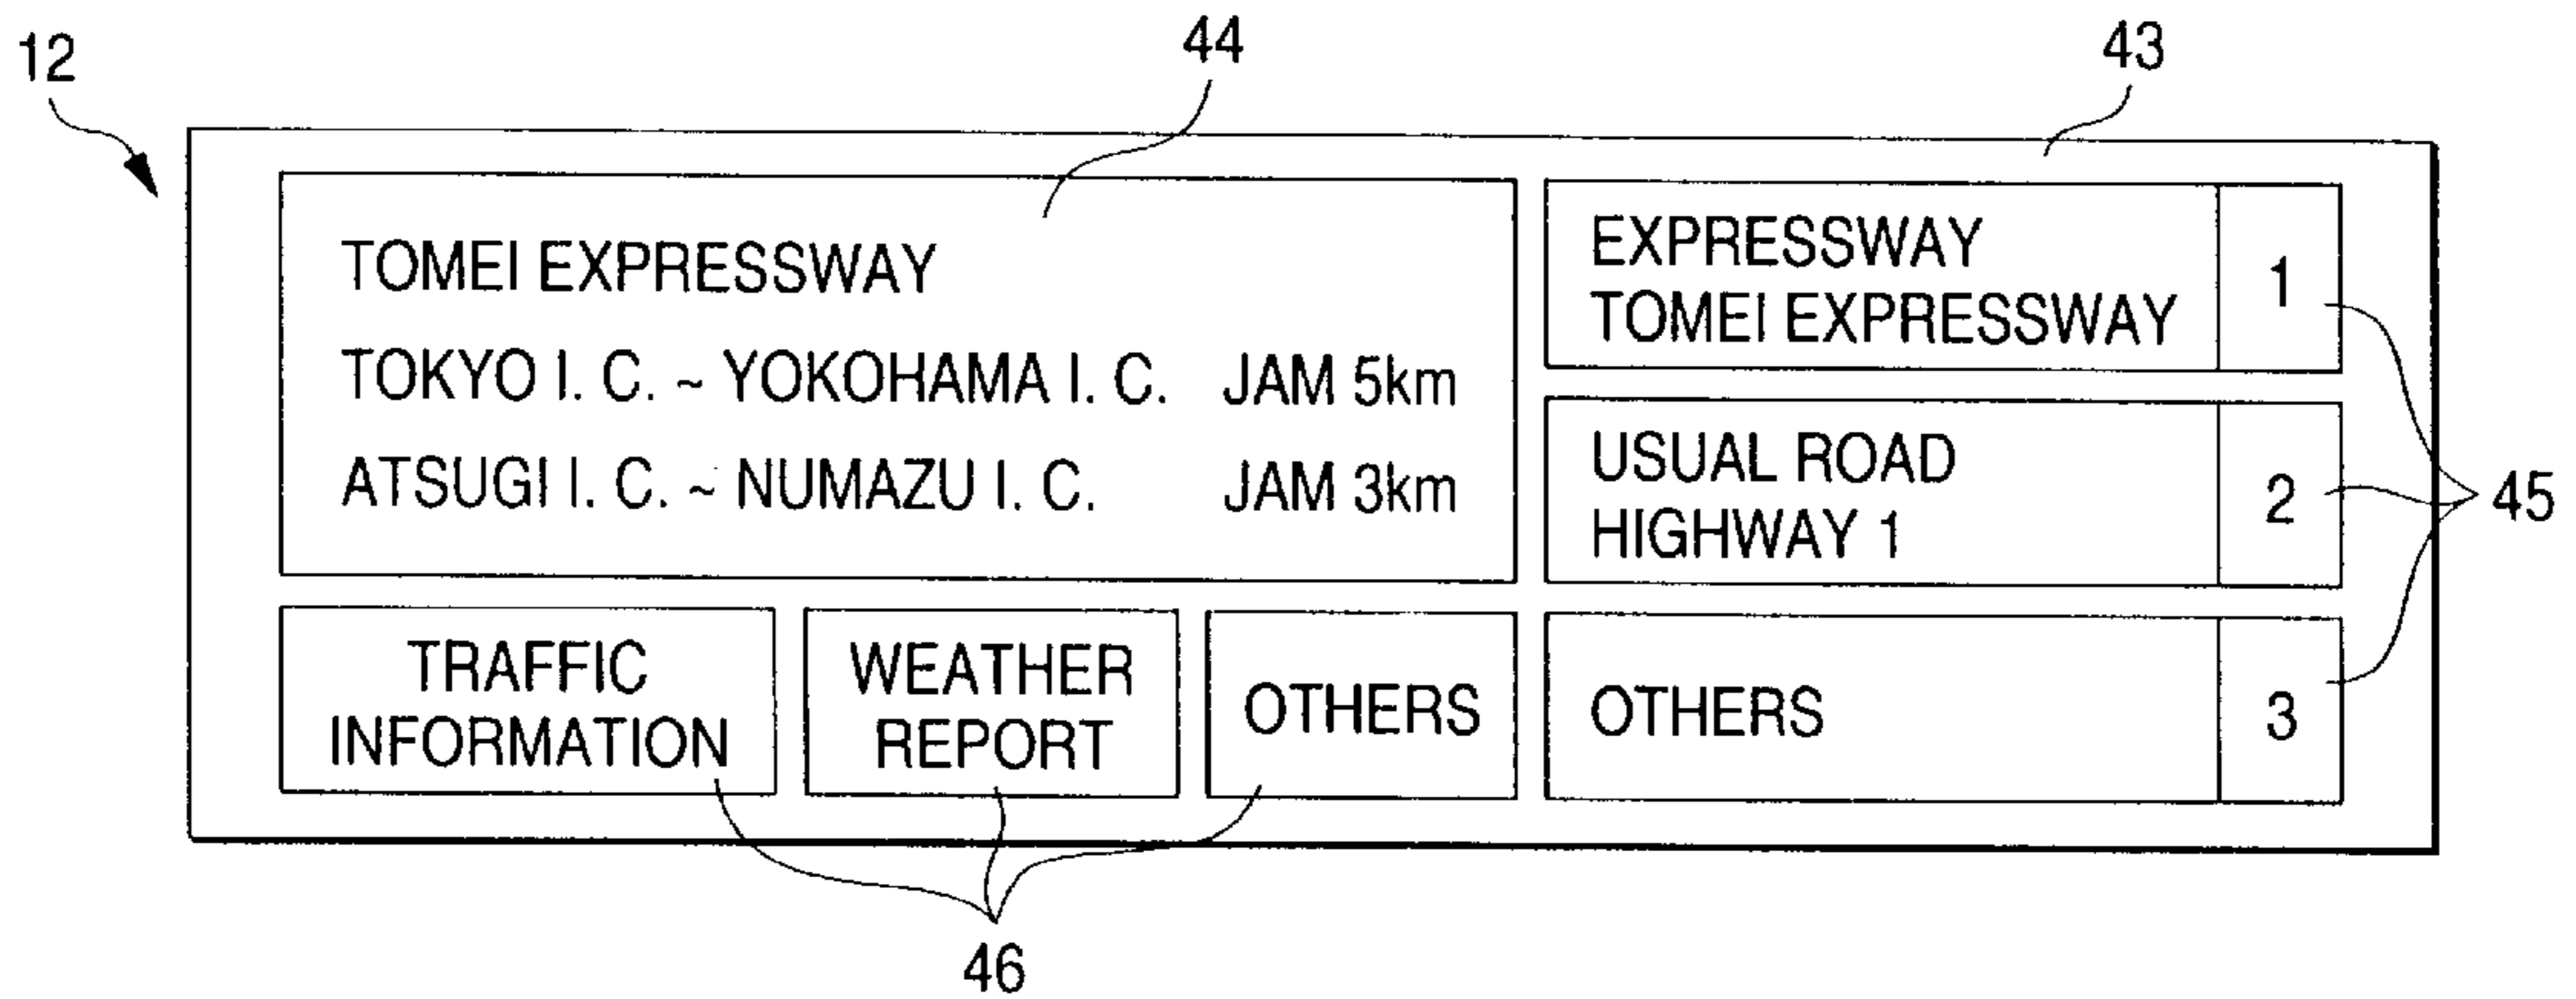 12
44
43
TOMEI EXPRESSWAY
TOKYO I. C. ~ YOKOHAMA I. C. JAM 5km
ATSUGI I. C. ~ NUMAZU I. C. JAM 3km
EXPRESSWAY
TOMEI EXPRESSWAY
1
USUAL ROAD
HIGHWAY 1
2
45
TRAFFIC
INFORMATION
WEATHER
REPORT
OTHERS
OTHERS
3
46